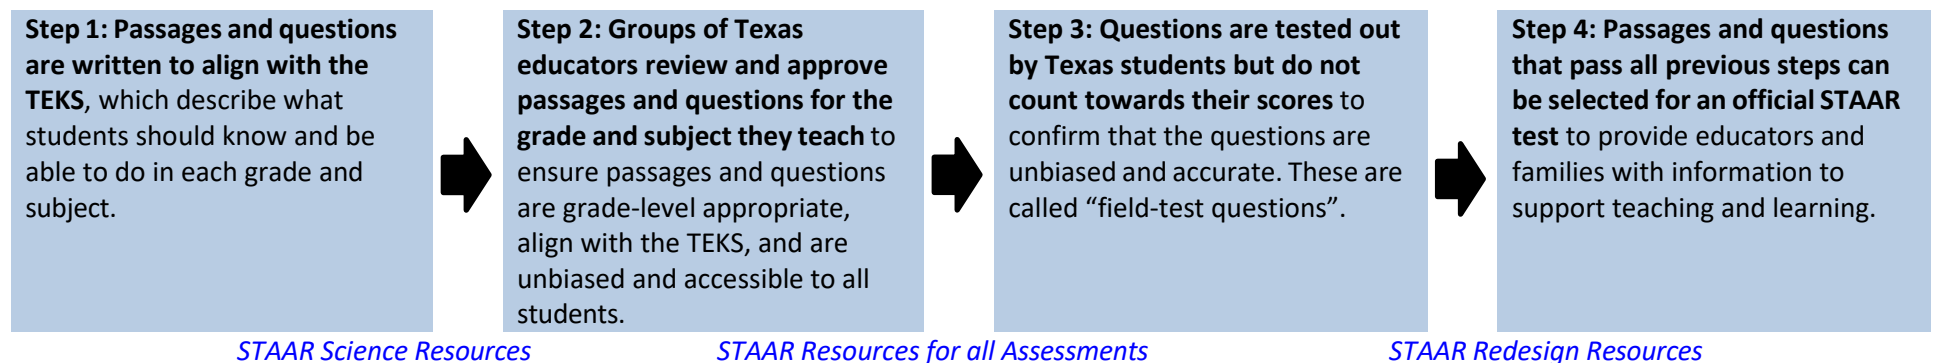 Step 1: Passages and questions
are written to align with the
TEKS, which describe what
students should know and be
able to do in each grade and
subject.
Step 2: Groups of Texas
educators review and approve
passages and questions for the
grade and subject they teach to
ensure passages and questions
are grade-level appropriate,
align with the TEKS, and are
unbiased and accessible to all
students.
Step 3: Questions are tested out
by Texas students but do not
count towards their scores to
confirm that the questions are
unbiased and accurate. These are
called “field-test questions”.
Step 4: Passages and questions
that pass all previous steps can
be selected for an official STAAR
test to provide educators and
families with information to
support teaching and learning.
STAAR Science Resources
STAAR Resources for all Assessments
STAAR Redesign Resources